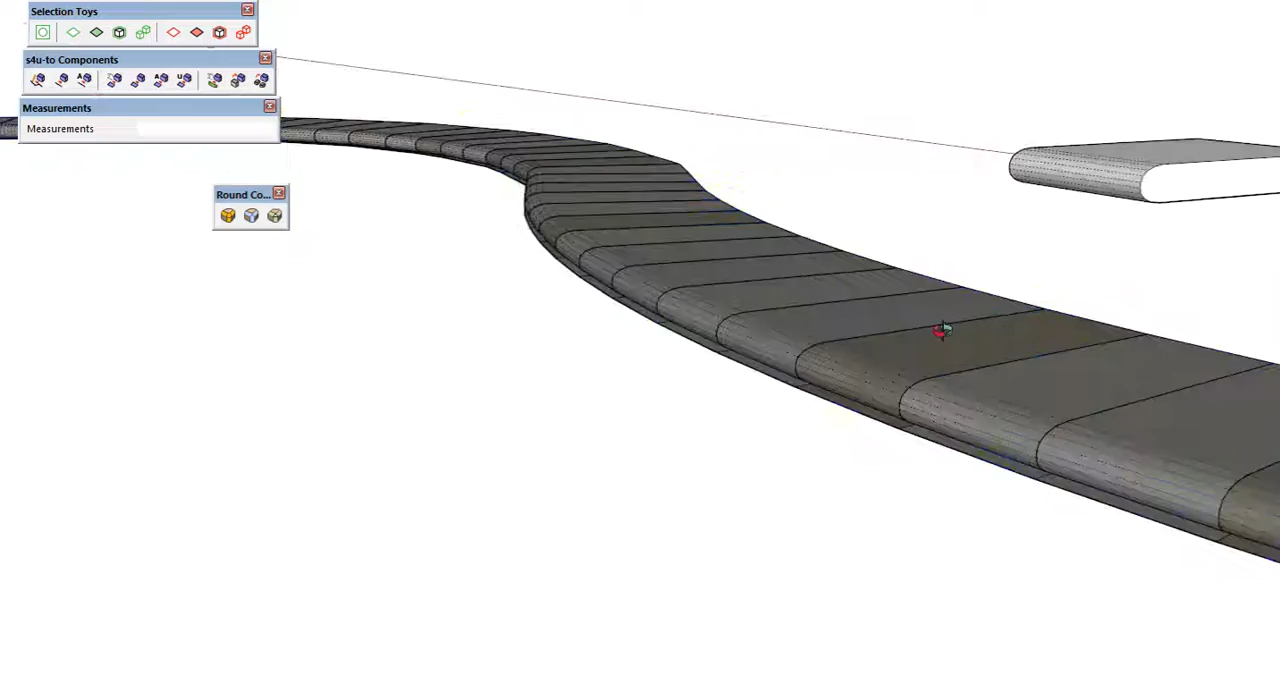 Selection Toys
s4u-to Components
Measurements
Measurements
Round Co...